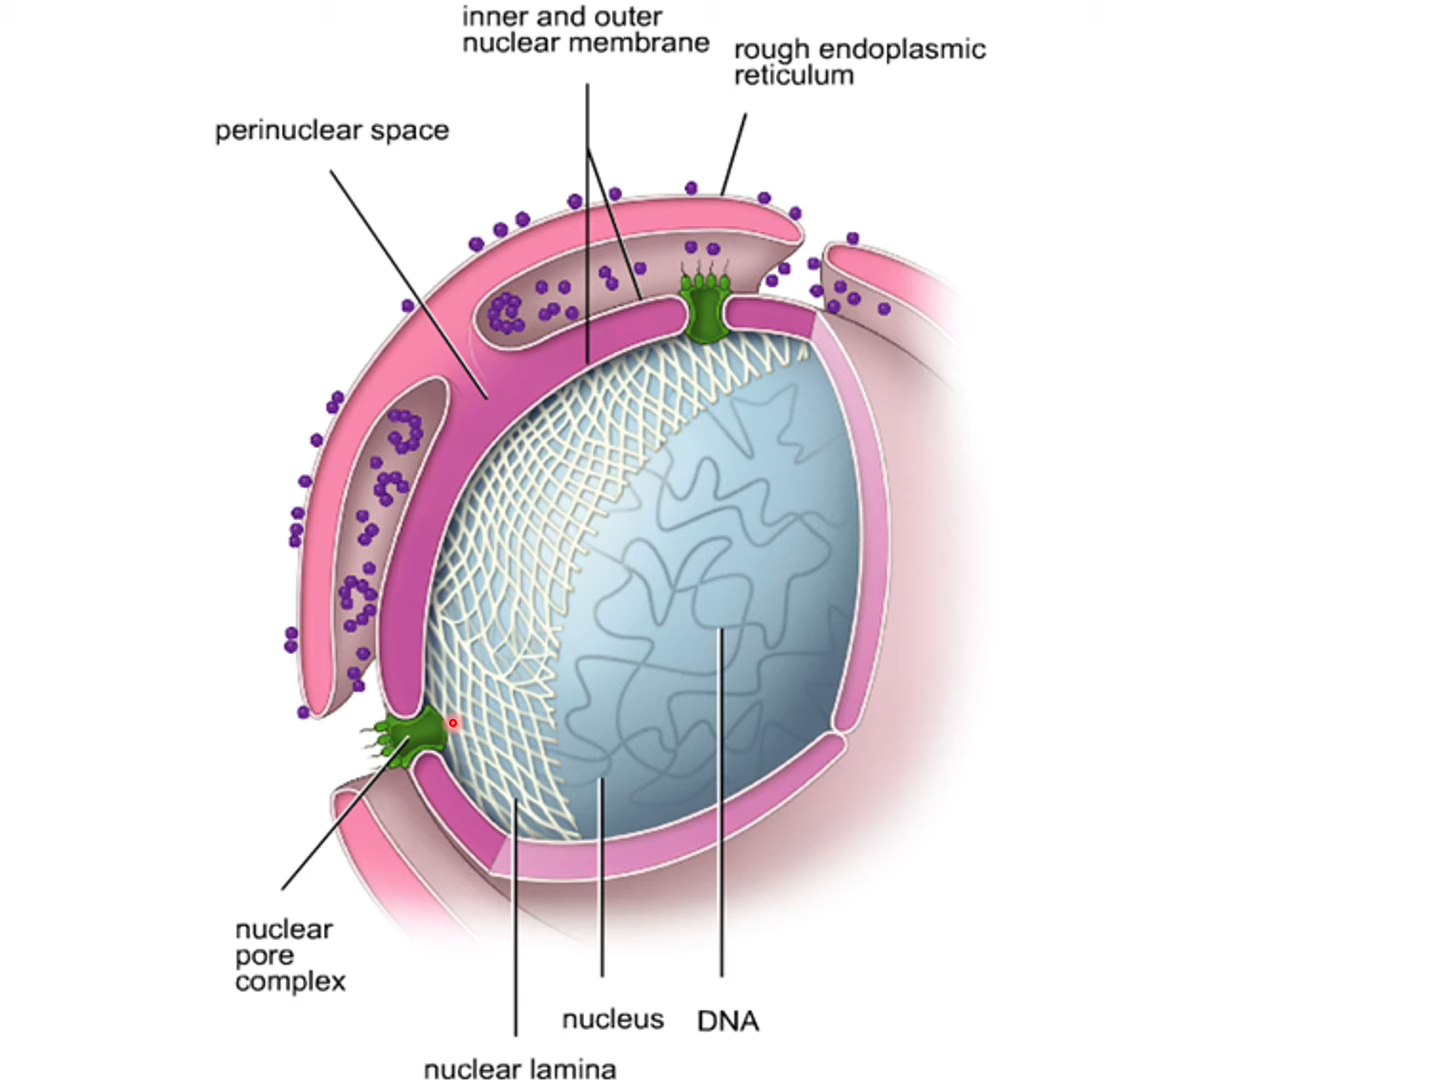 inner and outer
nuclear membrane
rough endoplasmic
reticulum
perinuclear space
nuclear
pore
complex
nucleus
DNA
nuclear lamina